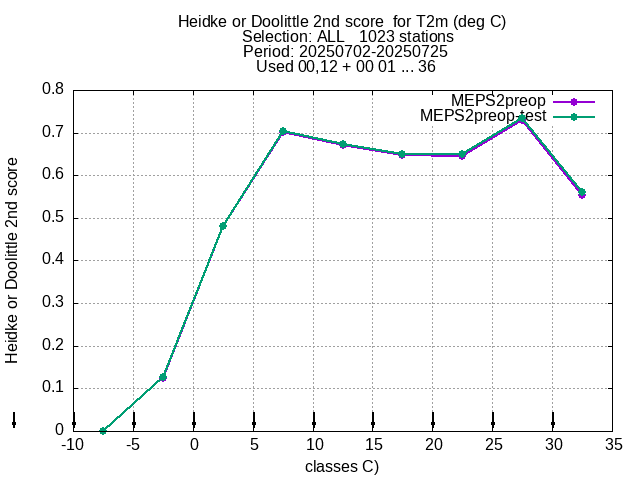 Heidke or Doolittle 2nd score  for T2m (deg C)
Selection: ALL   1023 stations
Period: 20250702-20250725
Used 00,12 + 00 01 ... 36
MEPS2preop
MEPS2preop-test
Heidke or Doolittle 2nd score
0.8
0.7
0.6
0.5
0.4
0.3
0.2
0.1
0
-10 -5 0 5 10 15 20 25 30 35
classes C)